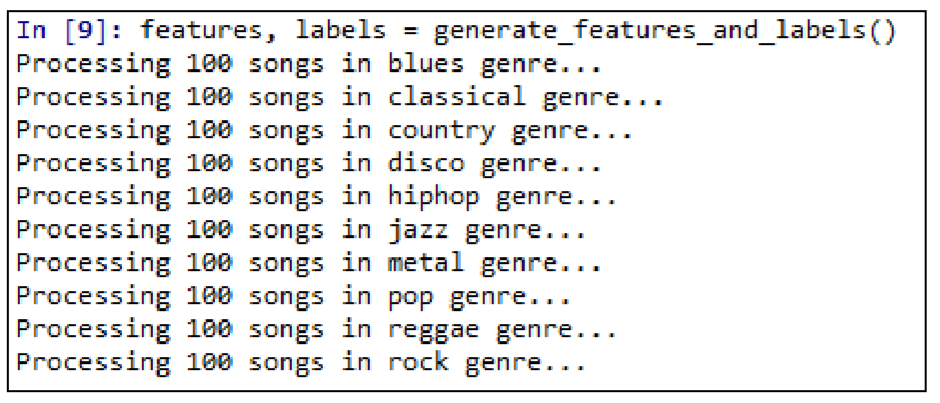 In [9]: features, labels = generate_features_and_labels()
Processing 100 songs in blues genre...
Processing 100 songs in classical genre...
Processing 100 songs in country genre...
Processing 100 songs in disco genre...
Processing 100 songs in hiphop genre...
Processing 100 songs in jazz genre...
Processing 100 songs in metal genre...
Processing 100 songs in pop genre...
Processing 100 songs in reggae genre...
Processing 100 songs in rock genre...